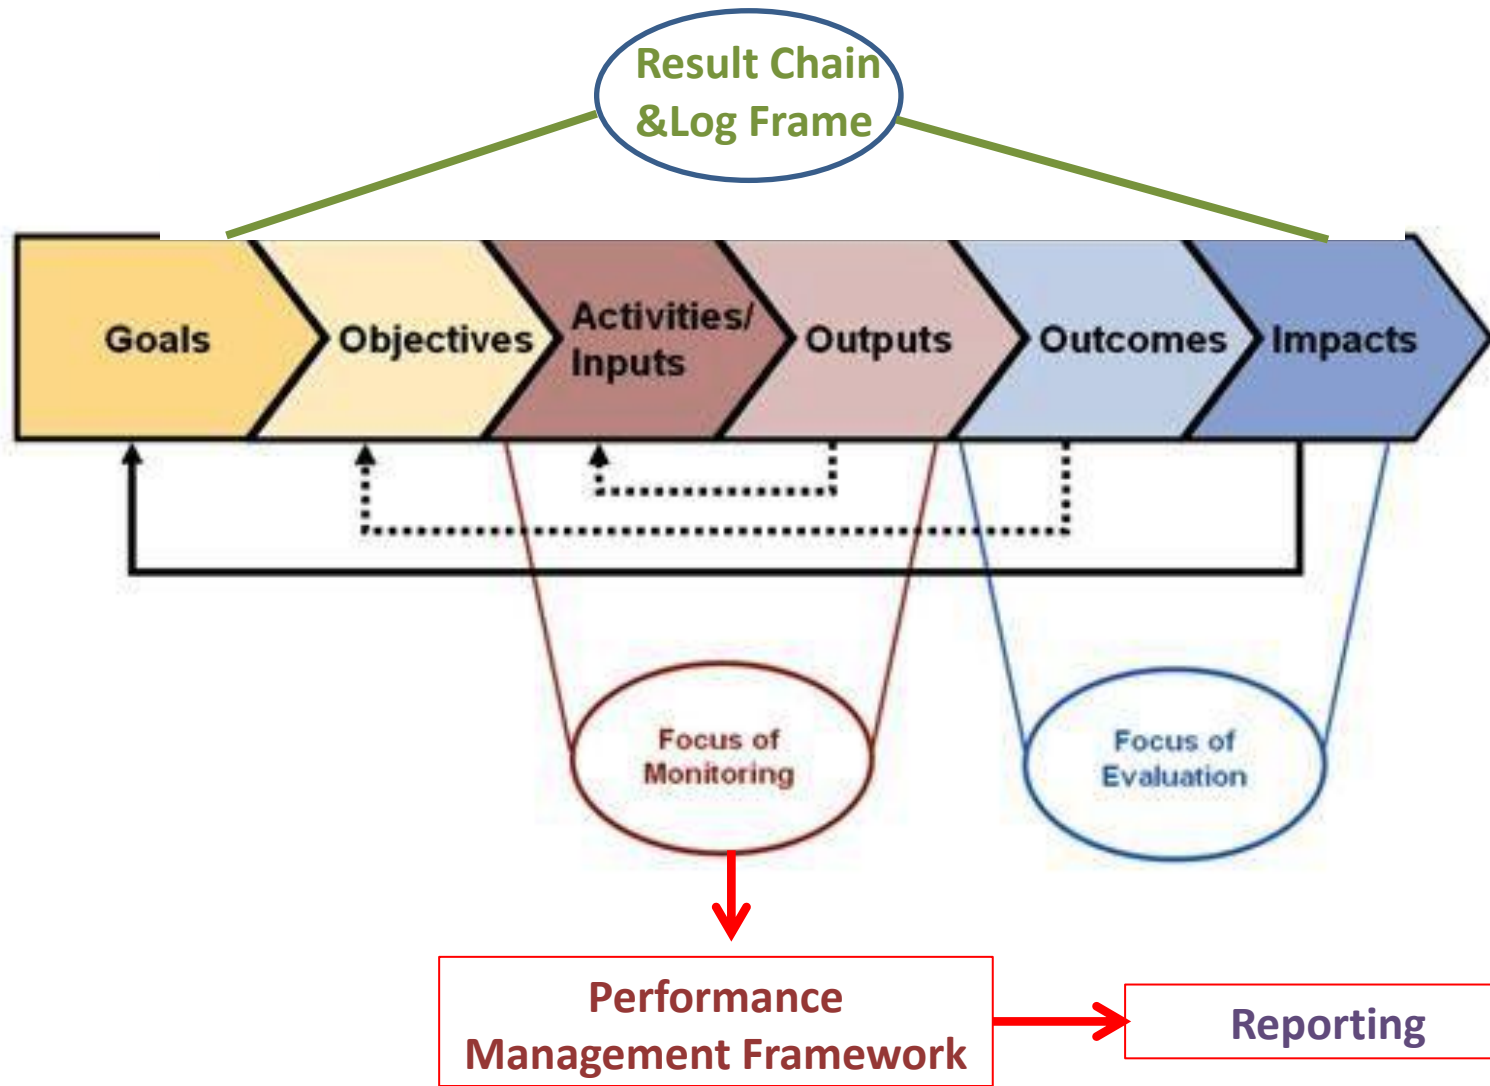 Result Chain
&Log Frame
Goals
Objectives
Activities/
Inputs
Outputs
Outcomes
Impacts
Focus of
Monitoring
Focus of
Evaluation
Performance
Management Framework
Reporting